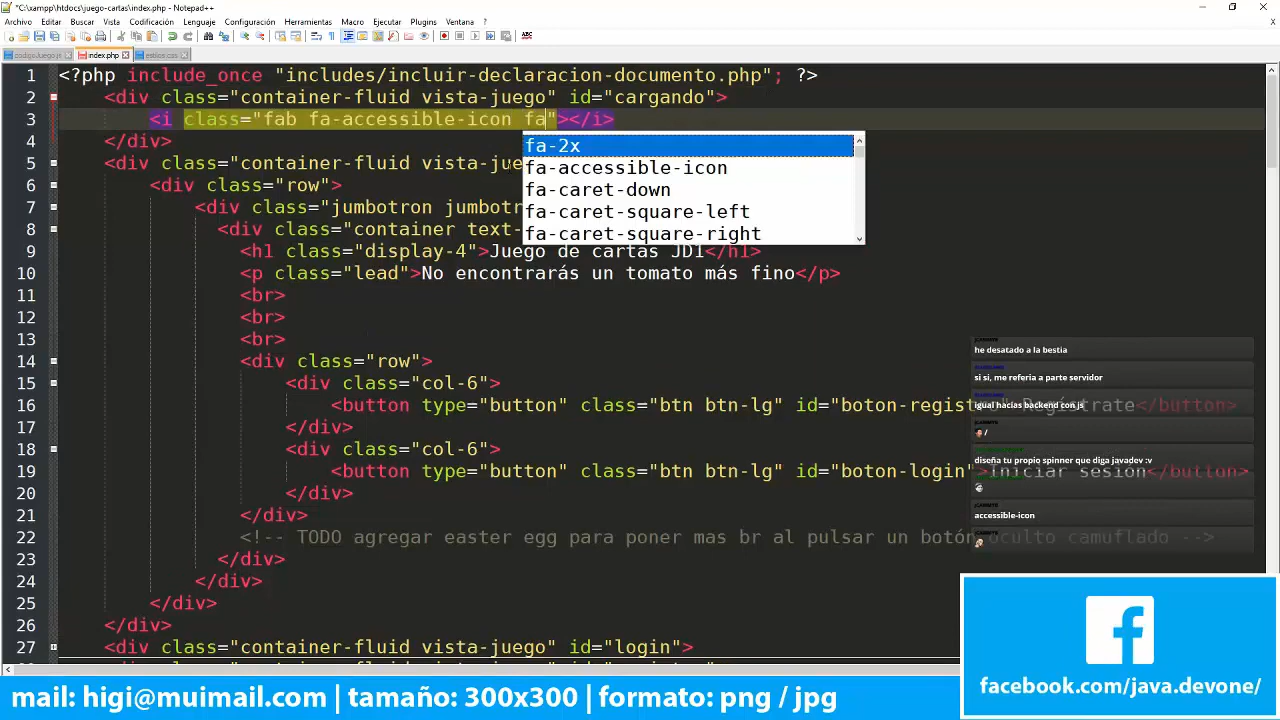 *C:\xampp\htdocs\juego-cartas\index.php - Notepad++
Archivo Editar Buscar Vista Codificación Lenguaje Configuración Herramientas Macro Ejecutar Plugins Ventana ?
codigoJuego.js index.php estilos.css
1 <?php include_once "includes/incluir-declaracion-documento.php"; ?>
2 <div class="container-fluid vista-juego" id="cargando">
3 <i class="fab fa-accessible-icon fa"></i>
4 </div>
5 <div class="container-fluid vista-jue
6 <div class="row">
7 <div class="jumbotron jumbotr
8 <div class="container text-
9 <h1 class="display-4">Juego de cartas JD1</h1>
10 <p class="lead">No encontrarás un tomato más fino</p>
11 <br>
12 <br>
13 <br>
14 <div class="row">
15 <div class="col-6">
16 <button type="button" class="btn btn-lg" id="boton-regist Regístrate</button>
17 </div>
18 <div class="col-6">
19 <button type="button" class="btn btn-lg" id="boton-login">Iniciar sesión</button>
20 </div>
21 </div>
22 <!-- TODO agregar easter egg para poner mas br al pulsar un botón oculto camuflado -->
23 </div>
24 </div>
25 </div>
26 </div>
27 <div class="container-fluid vista-juego" id="login">
fa-2x
fa-accessible-icon
fa-caret-down
fa-caret-square-left
fa-caret-square-right
he desatado a la bestia
si si, me referia a parte servidor
igual hacias backend con js
/
diseña tu propio spinner que diga javadev :v
accessible-icon
mail: higi@muimail.com | tamaño: 300x300 | formato: png / jpg
facebook.com/java.devone/